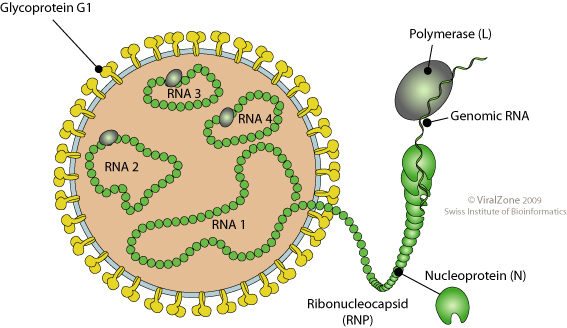 Glycoprotein G1
Polymerase (L)
RNA 3
RNA 4
Genomic RNA
RNA 2
© ViralZone 2009
Swiss Institute of Bioinformatics
RNA 1
Nucleoprotein (N)
Ribonucleocapsid
(RNP)